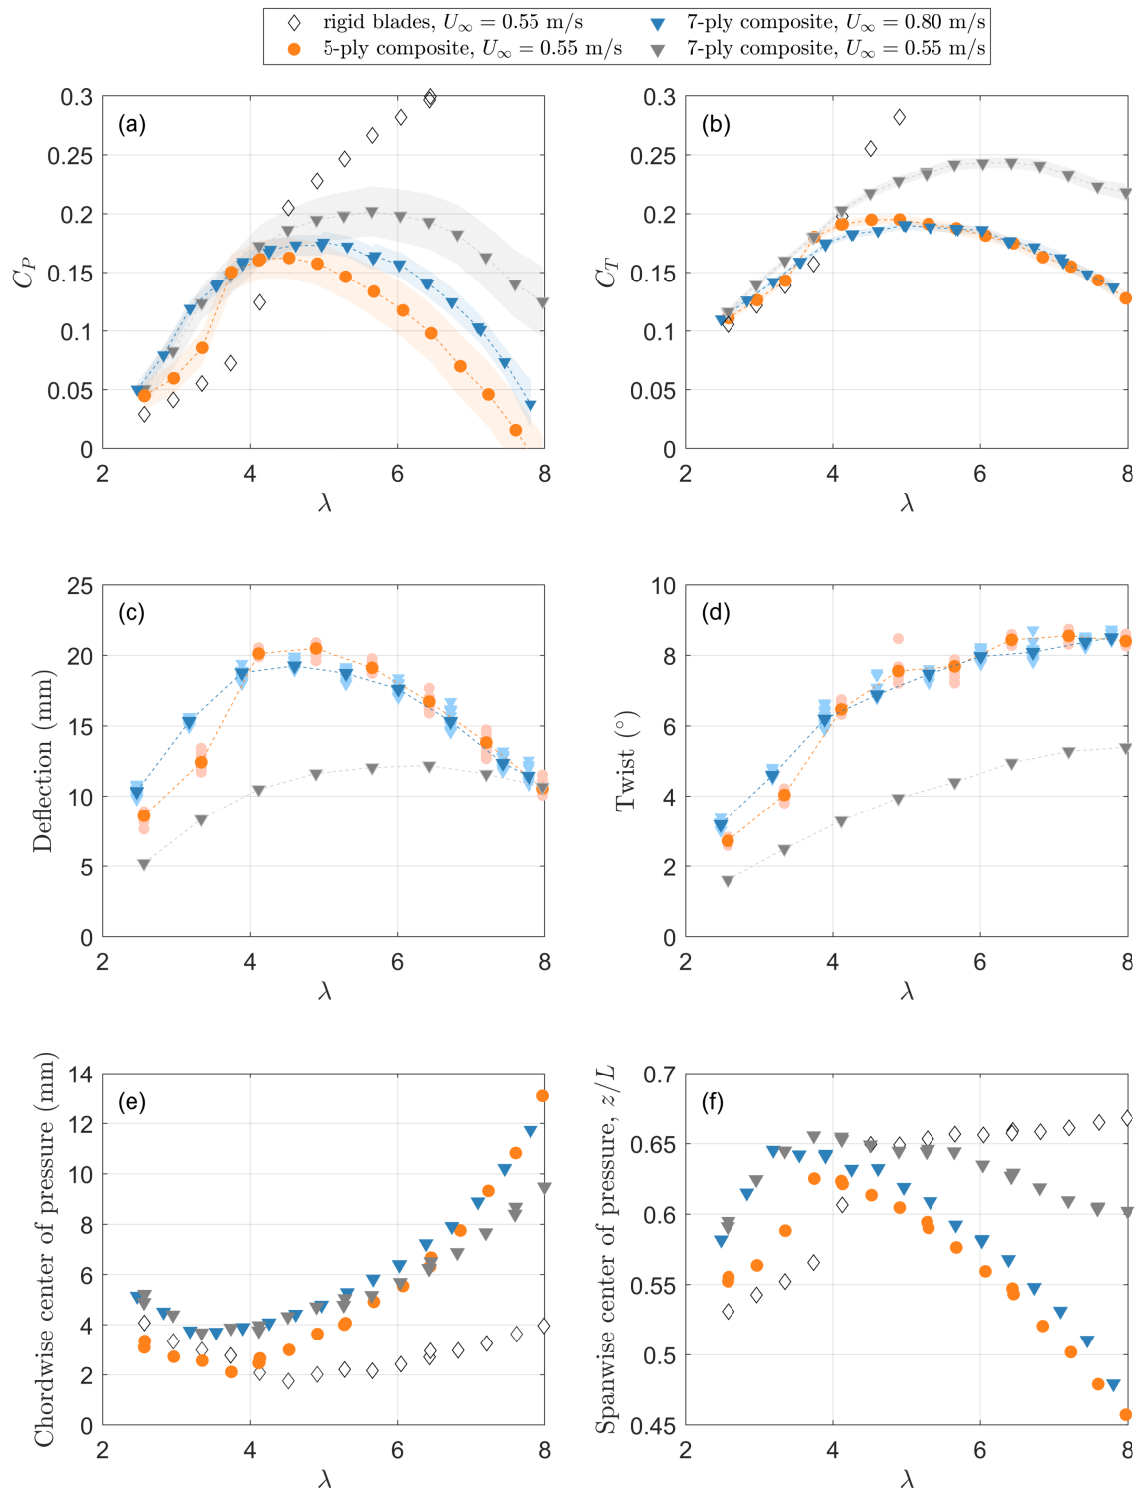 rigid blades, U∞ = 0.55 m/s
7-ply composite, U∞ = 0.80 m/s
5-ply composite, U∞ = 0.55 m/s
7-ply composite, U∞ = 0.55 m/s
(a)
0.3
0.25
0.2
0.15
0.1
0.05
0
C_P
2
4
6
8
λ
(b)
0.3
0.25
0.2
0.15
0.1
0.05
0
C_T
2
4
6
8
λ
(c)
25
20
15
10
5
0
Deflection (mm)
2
4
6
8
λ
(d)
10
8
6
4
2
0
Twist (°)
2
4
6
8
λ
(e)
14
12
10
8
6
4
2
0
Chordwise center of pressure (mm)
2
4
6
8
λ
(f)
0.7
0.65
0.6
0.55
0.5
0.45
Spanwise center of pressure, z/L
2
4
6
8
λ